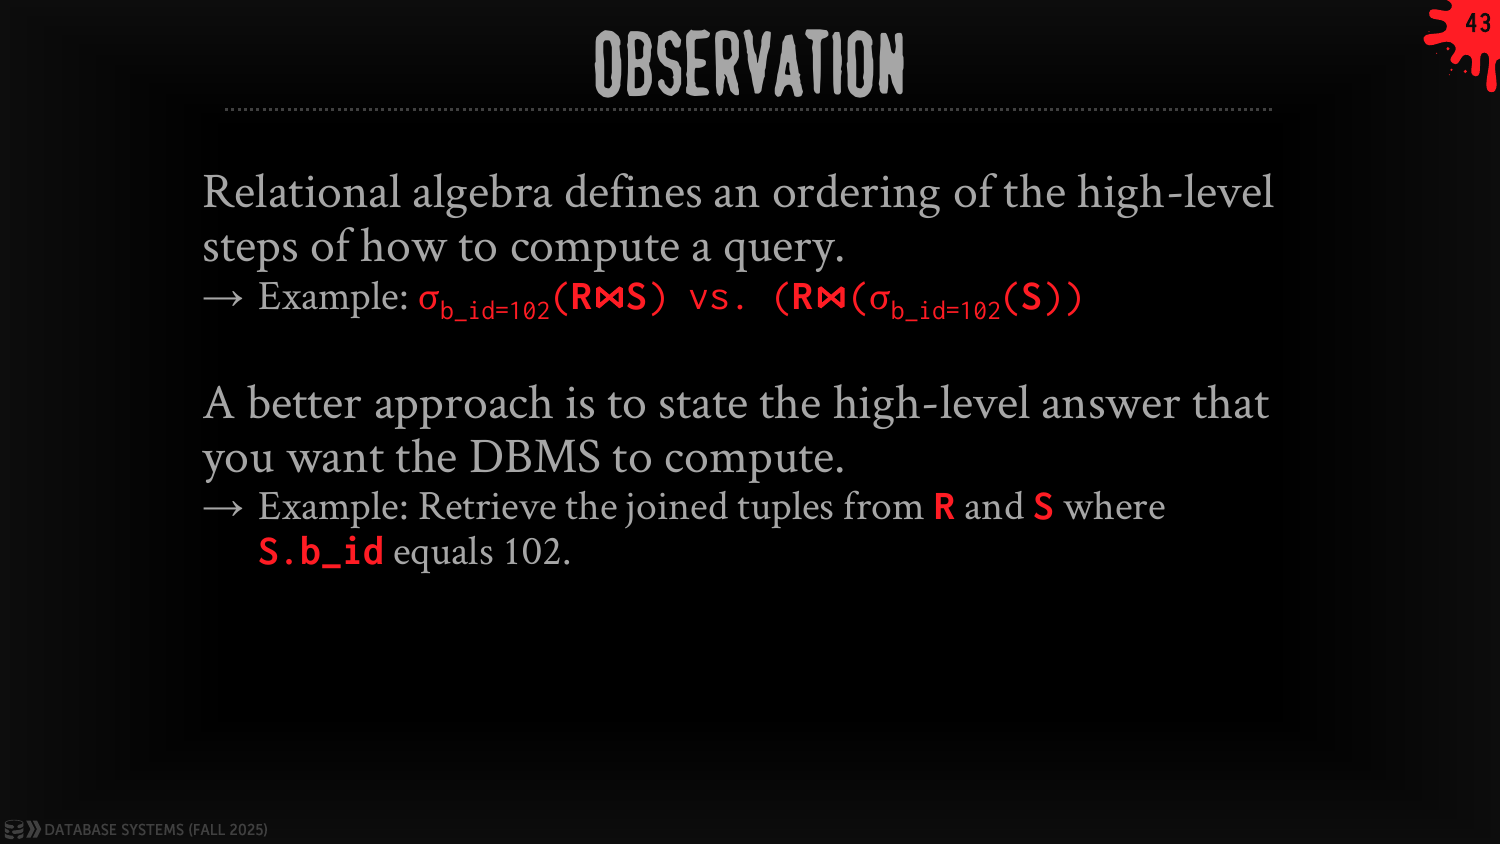 43
OBSERVATION
Relational algebra defines an ordering of the high-level
steps of how to compute a query.
→ Example: σb_id=102(R⋈S) vs. (R⋈(σb_id=102(S))
A better approach is to state the high-level answer that
you want the DBMS to compute.
→ Example: Retrieve the joined tuples from R and S where
S.b_id equals 102.
DATABASE SYSTEMS (FALL 2025)